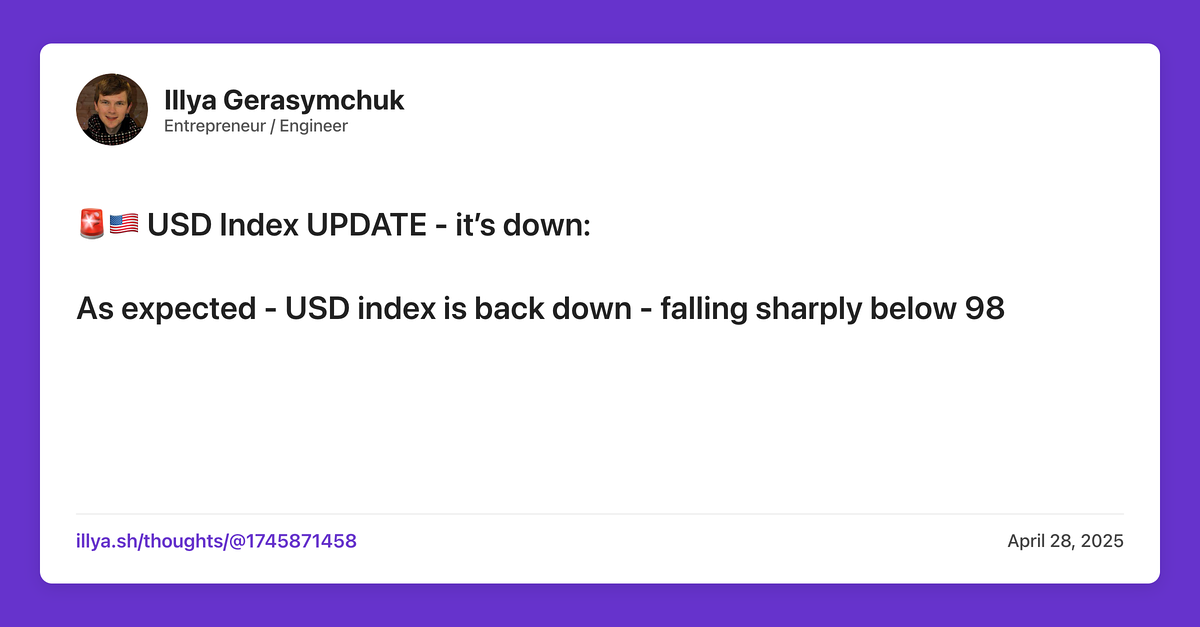 Illya Gerasymchuk
Entrepreneur / Engineer
🚨🇺🇸 USD Index UPDATE - it’s down:
As expected - USD index is back down - falling sharply below 98
illya.sh/thoughts/@1745871458
April 28, 2025